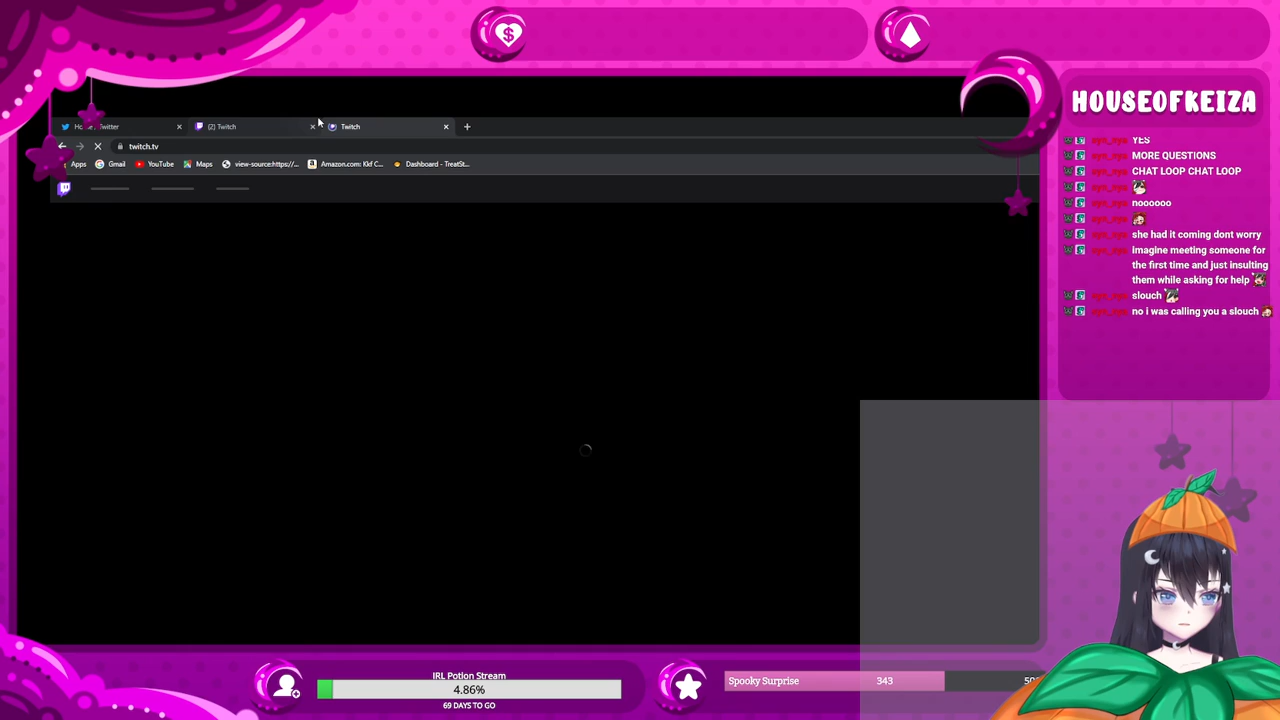 HOUSEOFKEIZA
Twitter
(2) Twitch
Twitch
twitch.tv
Apps
Gmail
YouTube
Maps
view-source:https://...
Amazon.com: Kkf C...
Dashboard - TreatSt...
YES
MORE QUESTIONS
CHAT LOOP CHAT LOOP
noooooo
she had it coming dont worry
Imagine meeting someone for
the first time and just insulting
them while asking for help
slouch
no i was calling you a slouch
IRL Potion Stream
4.86%
69 DAYS TO GO
Spooky Surprise
343